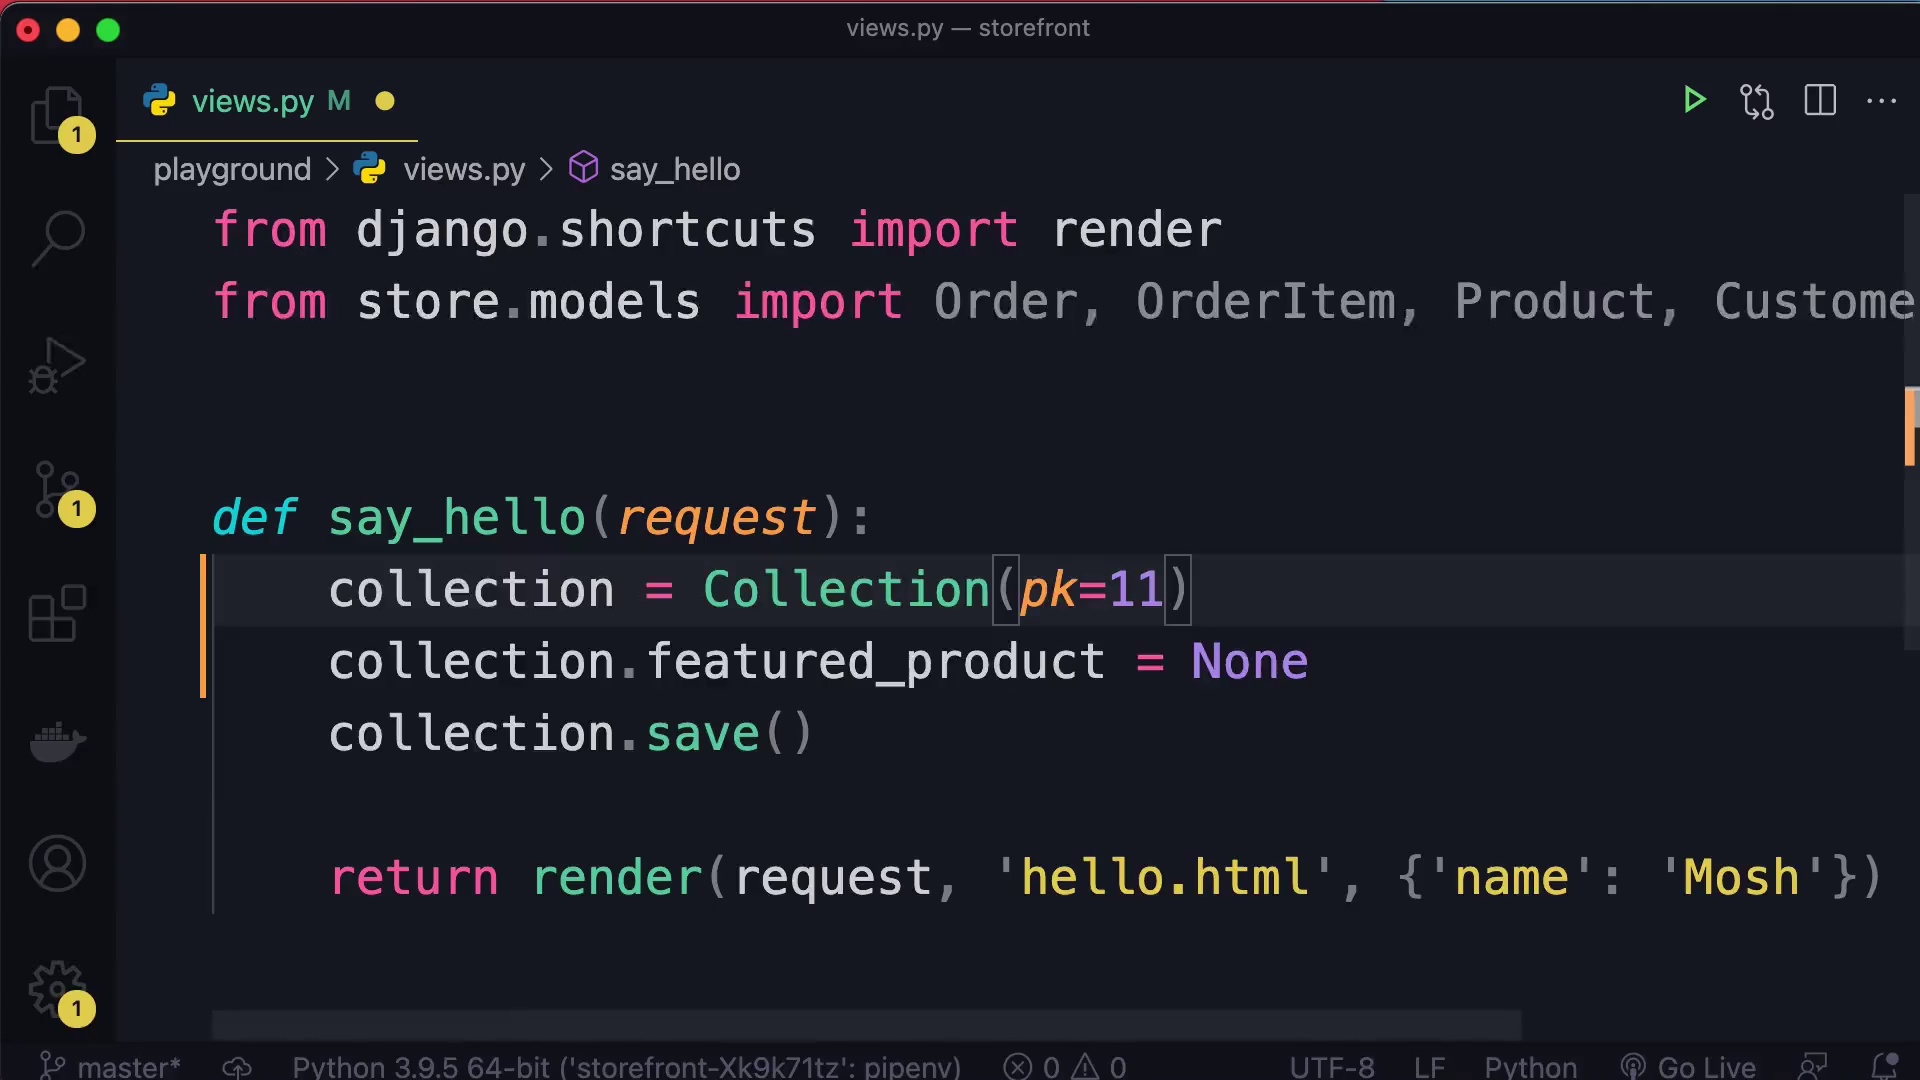 views.py — storefront
views.py M
1
playground > views.py > say_hello
from django.shortcuts import render
from store.models import Order, OrderItem, Product, Custome
def say_hello(request):
1
collection = Collection(pk=11)
collection.featured_product = None
collection.save()
return render(request, 'hello.html', {'name': 'Mosh'})
1
master* Python 3.9.5 64-bit ('storefront-Xk9k71tz': pipenv) 0 0 UTF-8 LF Python Go Live